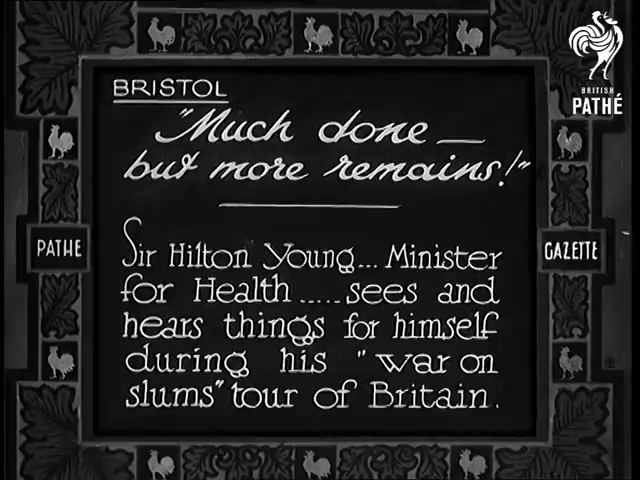 BRISTOL
"Much done —
but more remains!"
Sir Hilton Young... Minister
for Health ..... sees and
hears things for himself
during his "war on
slums" tour of Britain.
PATHE
GAZETTE
BRITISH
PATHÉ